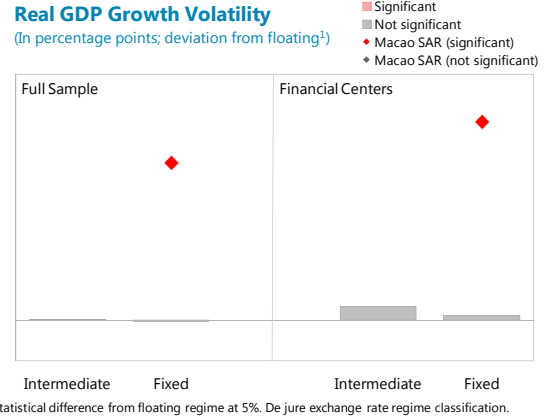 Real GDP Growth Volatility
(In percentage points; deviation from floating¹)
Significant
Not significant
Macao SAR (significant)
Macao SAR (not significant)
Full Sample
Financial Centers
Intermediate
Fixed
Intermediate
Fixed
tatistical difference from floating regime at 5%. De jure exchange rate regime classification.